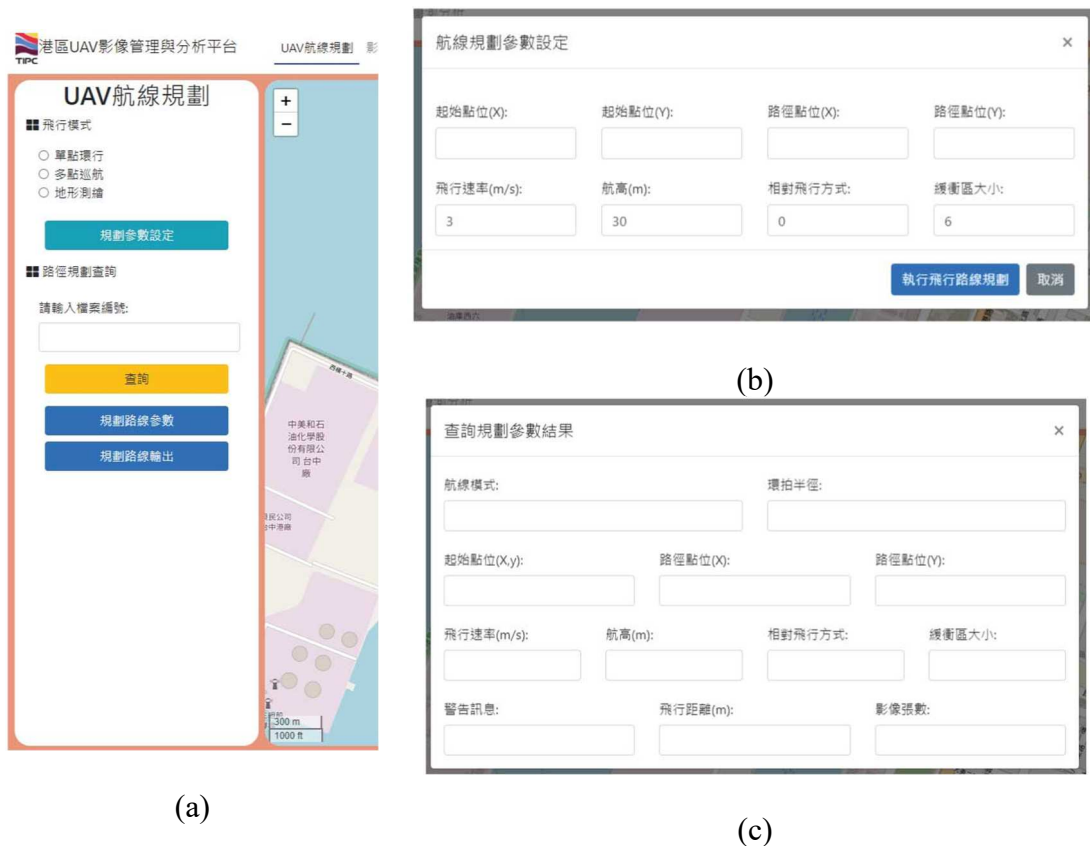 TIPC
港區UAV影像管理與分析平台
UAV航線規劃
影
UAV航線規劃
飛行模式
單點環行
多點巡航
地形測繪
規劃參數設定
路徑規劃查詢
請輸入檔案編號:
查詢
規劃路線參數
規劃路線輸出
+
−
西橫十路
中美和石
油化學股
份有限公
司台中
廠
300 m
1000 ft
(a)
航線規劃參數設定
×
起始點位(X):
起始點位(Y):
路徑點位(X):
路徑點位(Y):
飛行速率(m/s):
航高(m):
相對飛行方式:
緩衝區大小:
3
30
0
6
執行飛行路線規劃
取消
(b)
查詢規劃參數結果
×
航線模式:
環拍半徑:
起始點位(X,y):
路徑點位(X):
路徑點位(Y):
飛行速率(m/s):
航高(m):
相對飛行方式:
緩衝區大小:
警告訊息:
飛行距離(m):
影像張數:
(c)